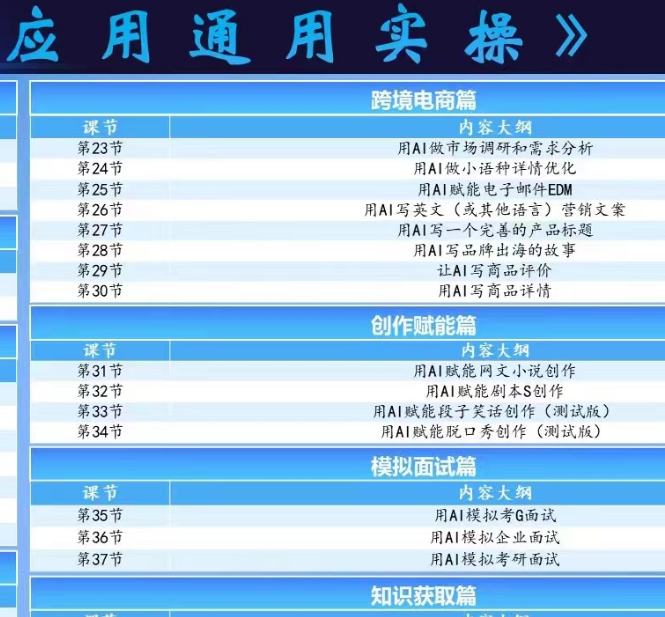 应用通用实操》
跨境电商篇
课节 内容大纲
第23节 用AI做市场调研和需求分析
第24节 用AI做小语种详情优化
第25节 用AI赋能电子邮件EDM
第26节 用AI写英文（或其他语言）营销文案
第27节 用AI写一个完善的产品标题
第28节 用AI写品牌出海的故事
第29节 让AI写商品评价
第30节 用AI写商品详情
创作赋能篇
课节 内容大纲
第31节 用AI赋能网文小说创作
第32节 用AI赋能剧本S创作
第33节 用AI赋能段子笑话创作（测试版）
第34节 用AI赋能脱口秀创作（测试版）
模拟面试篇
课节 内容大纲
第35节 用AI模拟考G面试
第36节 用AI模拟企业面试
第37节 用AI模拟考研面试
知识获取篇